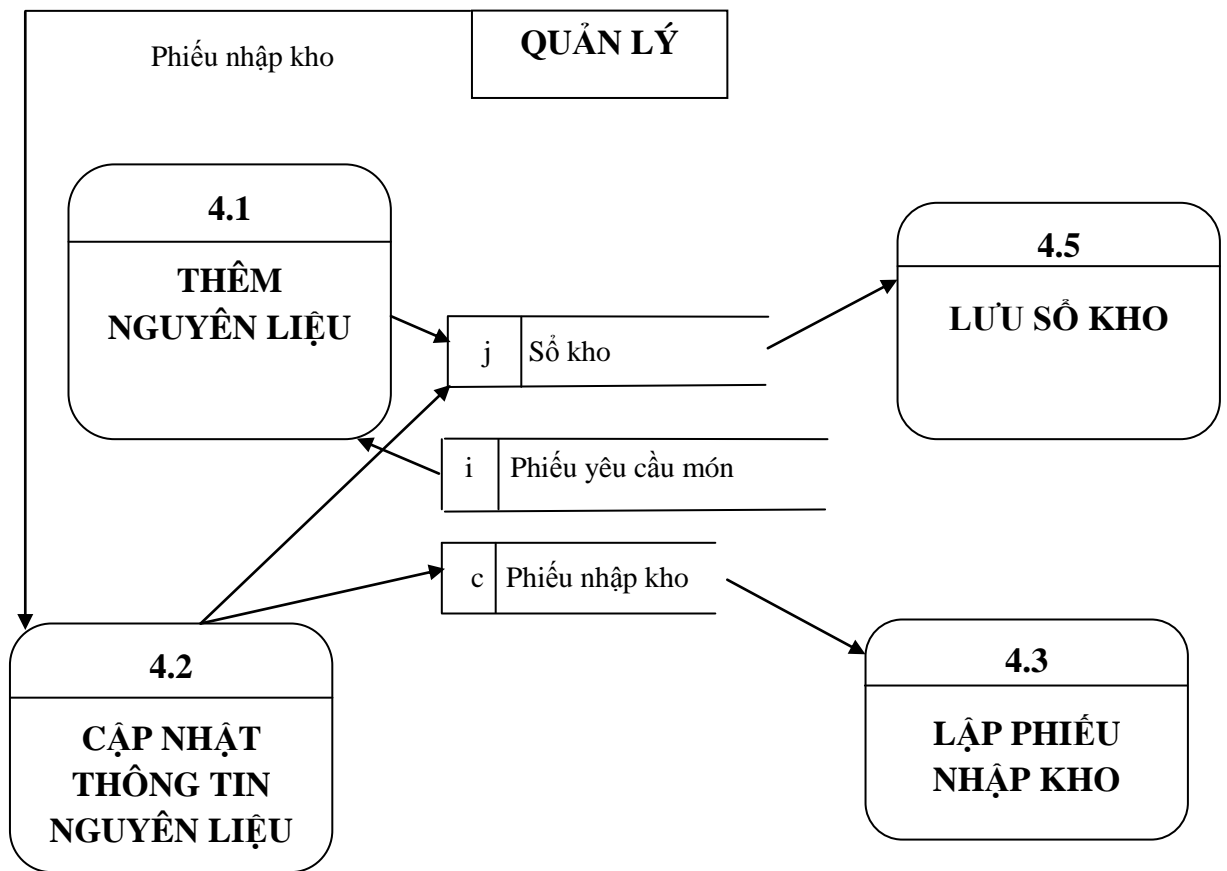 Phiếu nhập kho
QUẢN LÝ
4.1
THÊM
NGUYÊN LIỆU
4.5
LƯU SỔ KHO
j Sổ kho
i Phiếu yêu cầu món
c Phiếu nhập kho
4.2
CẬP NHẬT
THÔNG TIN
NGUYÊN LIỆU
4.3
LẬP PHIẾU
NHẬP KHO